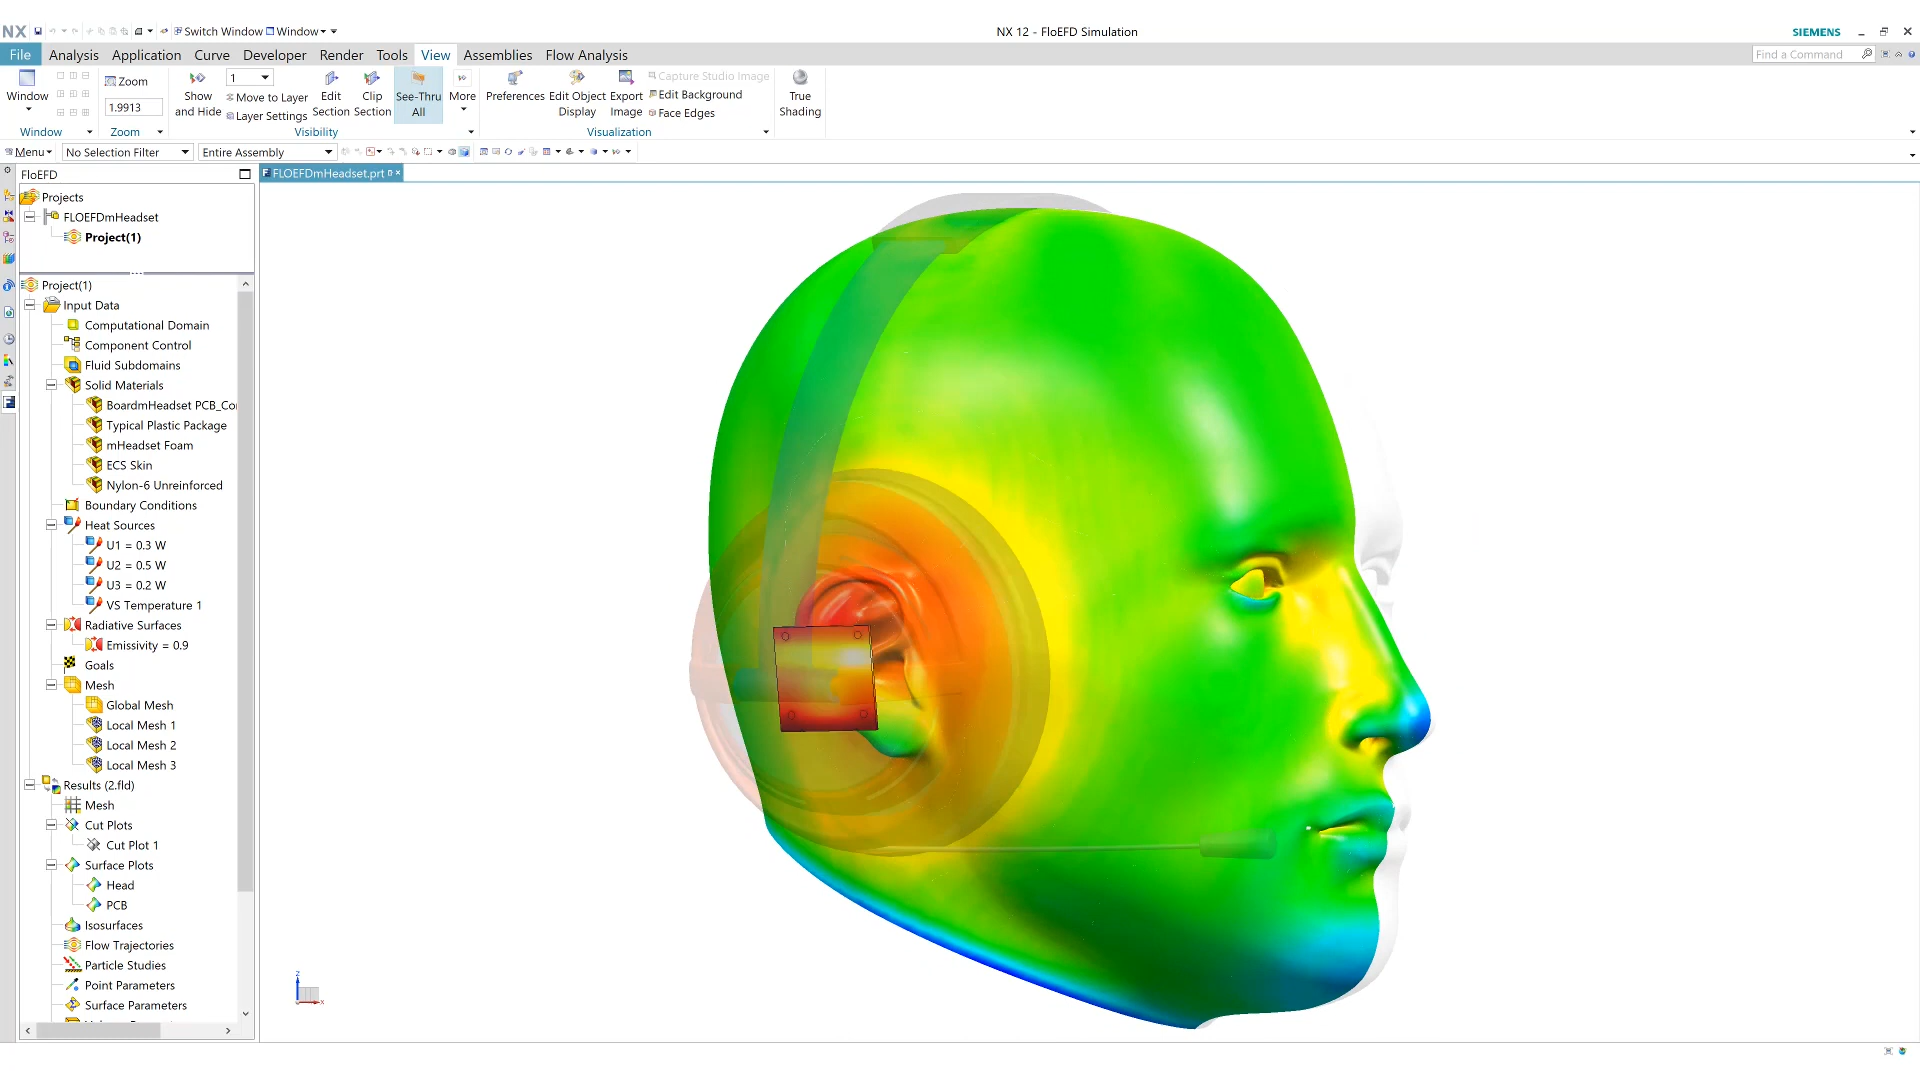 NX Switch Window Window NX 12 - FloEFD Simulation SIEMENS
File Analysis Application Curve Developer Render Tools View Assemblies Flow Analysis Find a Command
Window Zoom Show and Hide 1 Move to Layer Edit Section Clip Section See-Thru All More Preferences Edit Object Display Export Image Capture Studio Image True Shading
1.9913 Layer Settings Edit Background
Face Edges
Window Zoom Visibility Visualization
Menu No Selection Filter Entire Assembly
FloEFD FLOEFDmHeadset.prt
Projects
FLOEFDmHeadset
Project(1)
Project(1)
Input Data
Computational Domain
Component Control
Fluid Subdomains
Solid Materials
BoardmHeadset PCB_Co
Typical Plastic Package
mHeadset Foam
ECS Skin
Nylon-6 Unreinforced
Boundary Conditions
Heat Sources
U1 = 0.3 W
U2 = 0.5 W
U3 = 0.2 W
VS Temperature 1
Radiative Surfaces
Emissivity = 0.9
Goals
Mesh
Global Mesh
Local Mesh 1
Local Mesh 2
Local Mesh 3
Results (2.fld)
Mesh
Cut Plots
Cut Plot 1
Surface Plots
Head
PCB
Isosurfaces
Flow Trajectories
Particle Studies
Point Parameters
Surface Parameters
Z
X